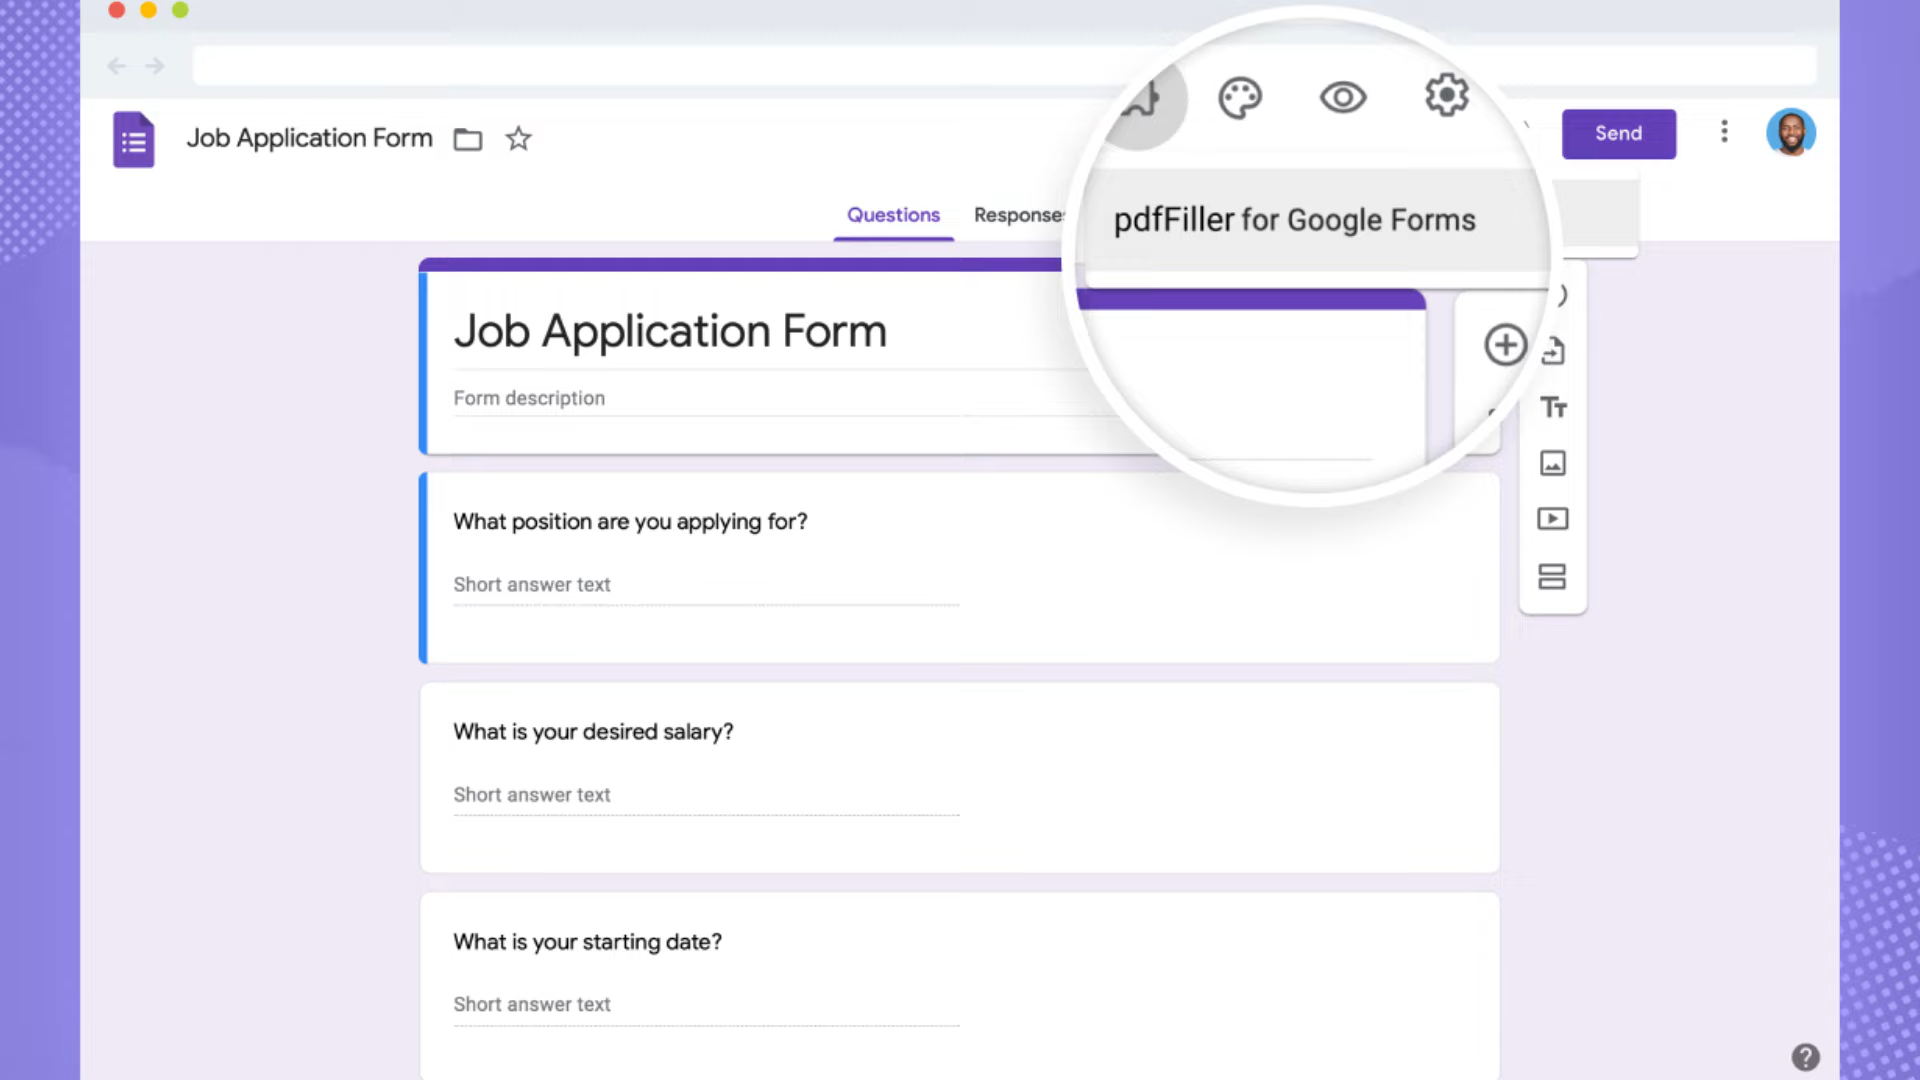 Job Application Form
Send
Questions
Responses
pdfFiller for Google Forms
Job Application Form
Form description
What position are you applying for?
Short answer text
What is your desired salary?
Short answer text
What is your starting date?
Short answer text